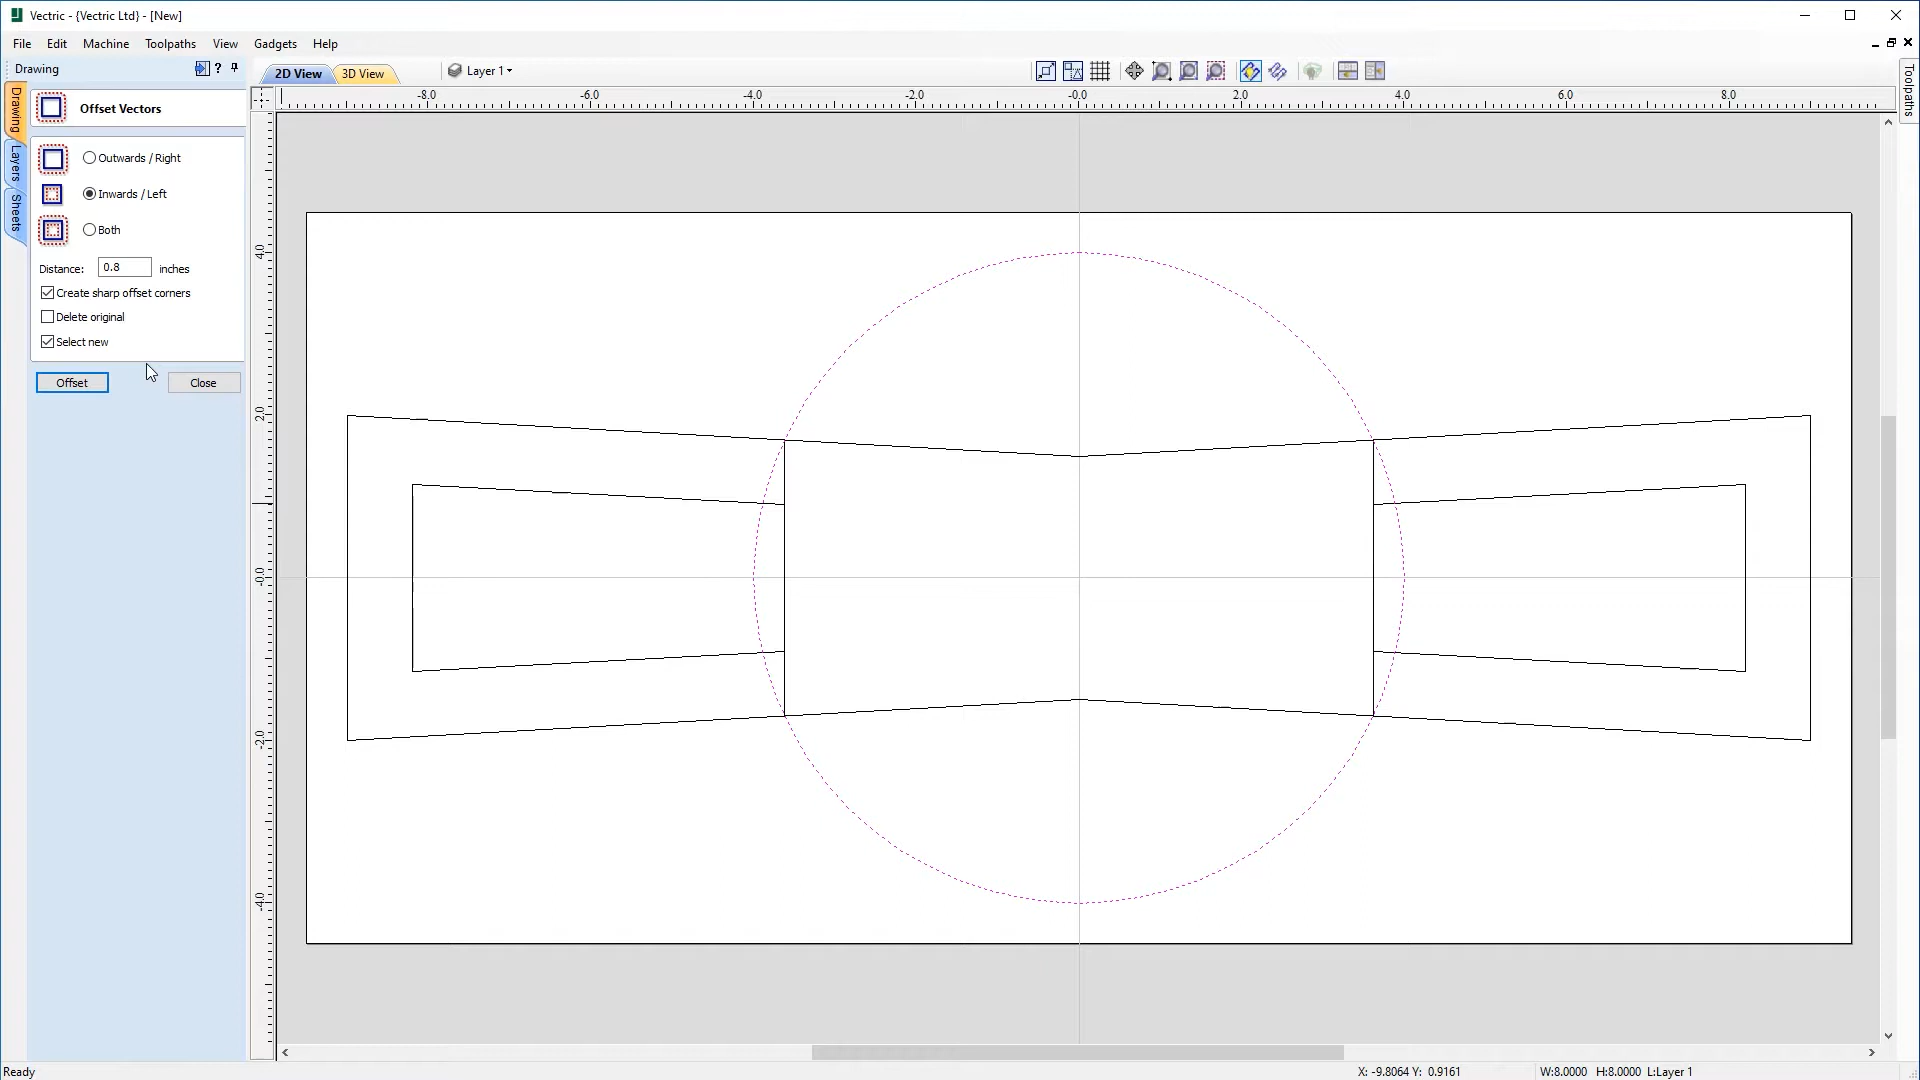 Vectric - {Vectric Ltd} - [New]
File Edit Machine Toolpaths View Gadgets Help
Drawing ?
2D View 3D View Layer 1
Toolpaths
Drawing
Layers
Sheets
Offset Vectors
Outwards / Right
Inwards / Left
Both
Distance: 0.8 inches
Create sharp offset corners
Delete original
Select new
Offset Close
-8.0 -6.0 -4.0 -2.0 -0.0 2.0 4.0 6.0 8.0
4.0
2.0
-0.0
-2.0
-4.0
Ready X: -9.8064 Y: 0.9161 W:8.0000 H:8.0000 L:Layer 1